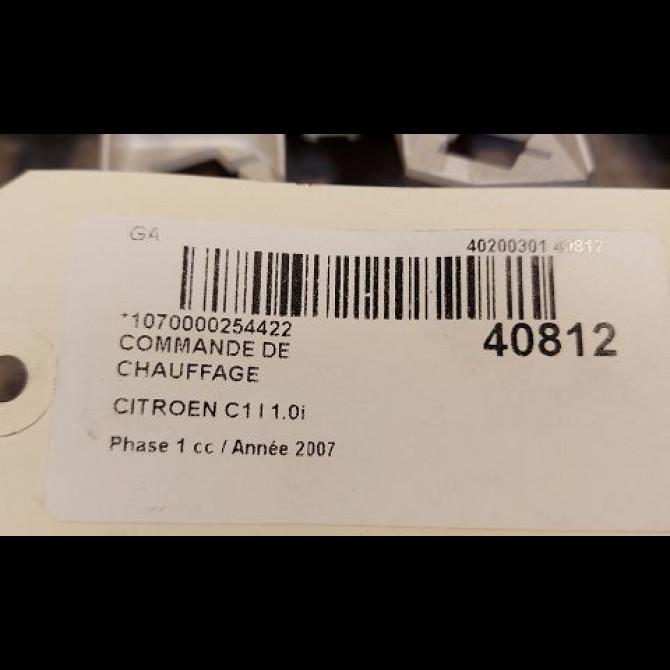 GA
40200301 40812
*1070000254422
40812
COMMANDE DE
CHAUFFAGE
CITROEN C1 I 1.0i
Phase 1 cc / Année 2007